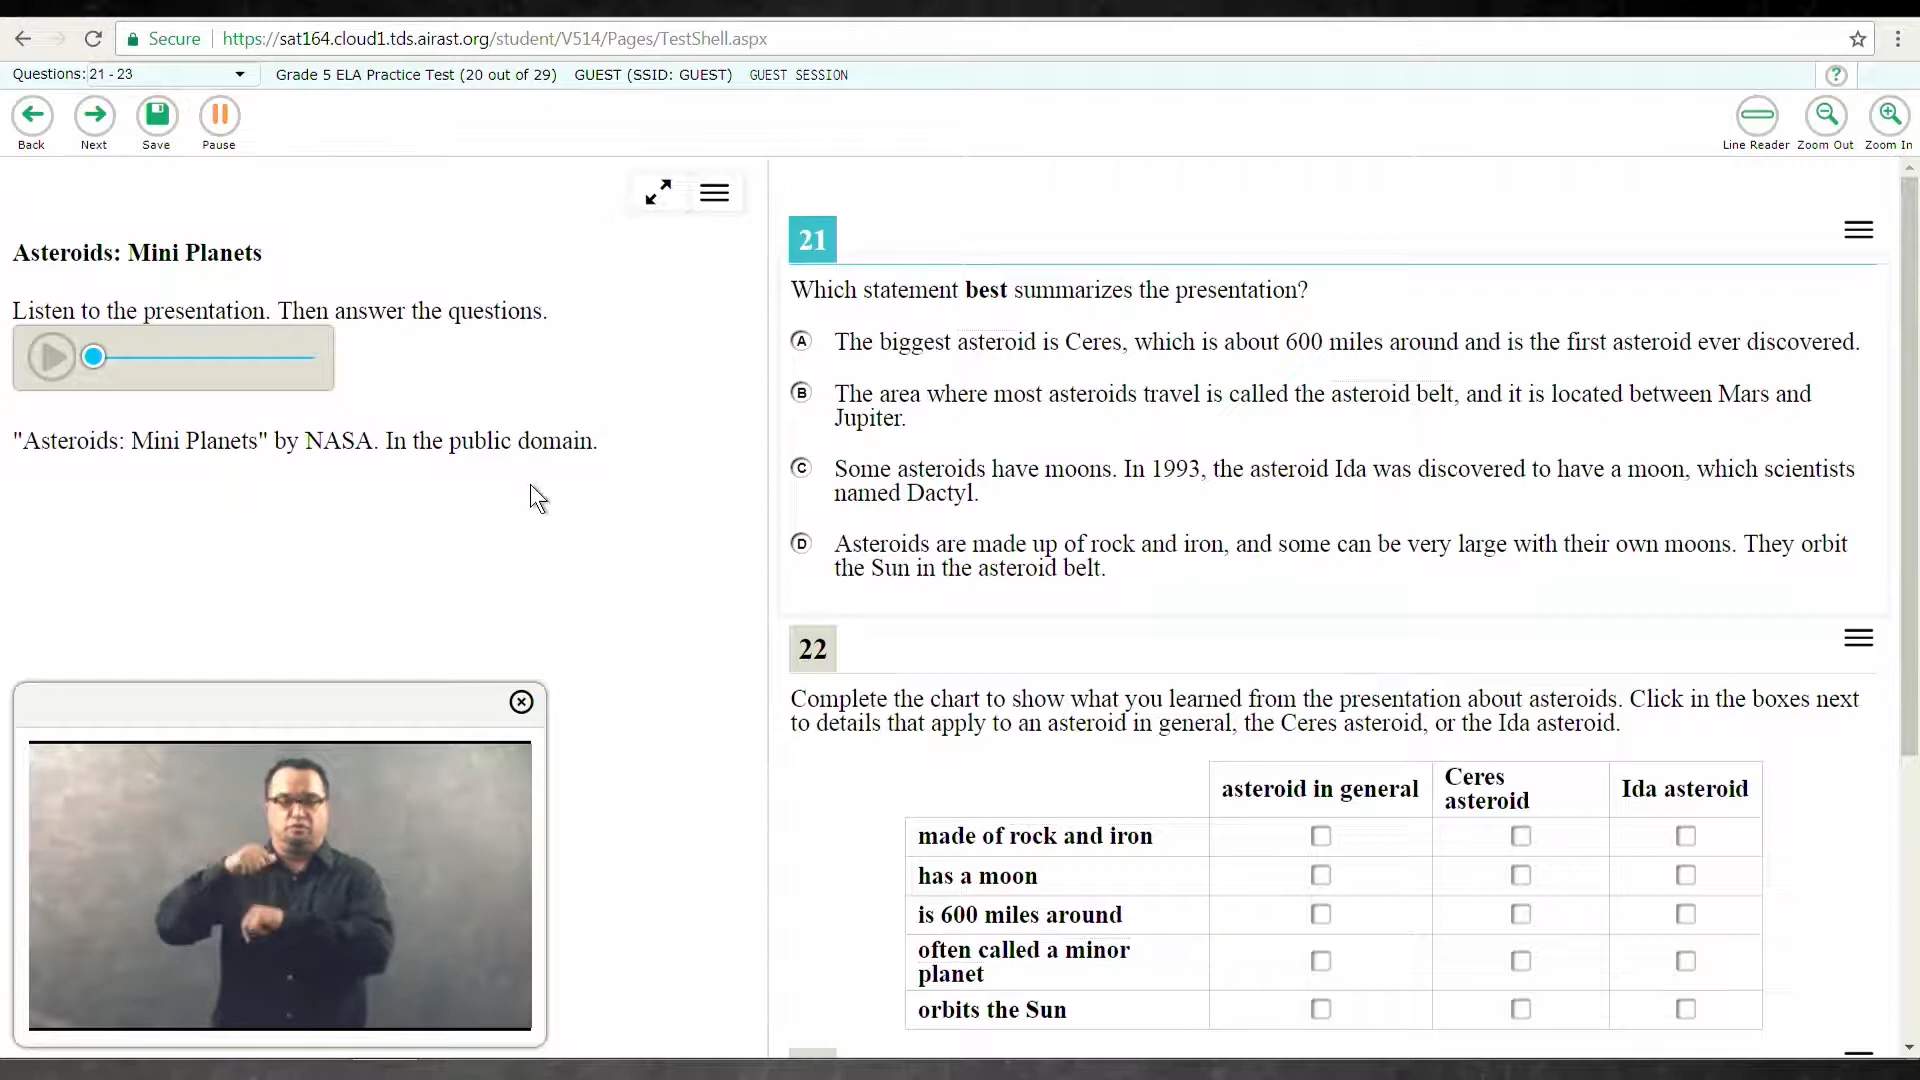 Secure
https://sat164.cloud1.tds.airast.org/student/V514/Pages/TestShell.aspx
Questions: 21 - 23
Grade 5 ELA Practice Test (20 out of 29)
GUEST (SSID: GUEST)
GUEST SESSION
?
Back
Next
Save
Pause
Line Reader
Zoom Out
Zoom In
Asteroids: Mini Planets
Listen to the presentation. Then answer the questions.
"Asteroids: Mini Planets" by NASA. In the public domain.
21
Which statement best summarizes the presentation?
A The biggest asteroid is Ceres, which is about 600 miles around and is the first asteroid ever discovered.
B The area where most asteroids travel is called the asteroid belt, and it is located between Mars and
Jupiter.
C Some asteroids have moons. In 1993, the asteroid Ida was discovered to have a moon, which scientists
named Dactyl.
D Asteroids are made up of rock and iron, and some can be very large with their own moons. They orbit
the Sun in the asteroid belt.
22
Complete the chart to show what you learned from the presentation about asteroids. Click in the boxes next
to details that apply to an asteroid in general, the Ceres asteroid, or the Ida asteroid.
asteroid in general
Ceres
asteroid
Ida asteroid
made of rock and iron
has a moon
is 600 miles around
often called a minor
planet
orbits the Sun